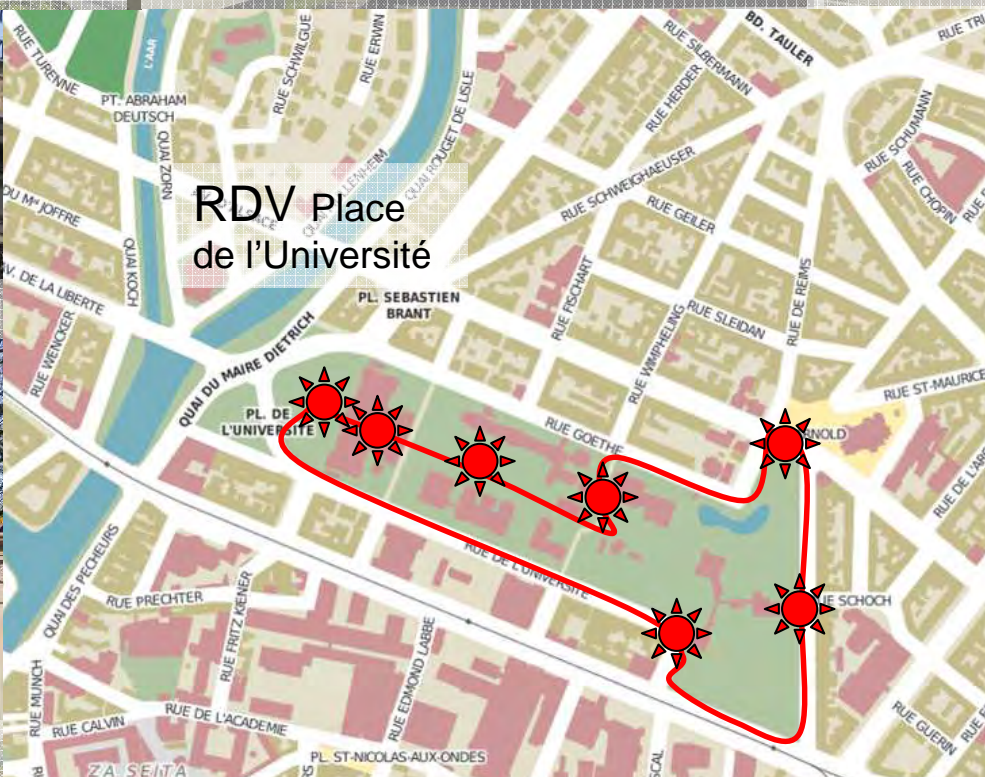 RUE TURENNE
L'AAR
RUE SCHWILGUE
RUE ERWIN
RUE SILBERMANN
BD. TAULER
PT. ABRAHAM
DEUTSCH
QUAI ZORN
QUAI ROUGET DE LISLE
RUE HERDER
RUE SCHUMANN
RUE CHOPIN
DU Mal JOFFRE
RDV Place
de l'Université
RUE SCHWEIGHAEUSER
RUE GEILER
QUAI KOCH
AV. DE LA LIBERTE
PL. SEBASTIEN
BRANT
RUE FISCHART
RUE DE REIMS
RUE WENCKER
QUAI DU MAIRE DIETRICH
RUE WIMPHELING
RUE SLEIDAN
RUE ST-MAURICE
PL. DE
L'UNIVERSITE
RUE GOETHE
RNOLD
QUAI DES PECHEURS
RUE DE L'UNIVERSITE
RUE PRECHTER
RUE FRITZ KIENER
RUE EDMOND LABBE
SCHOCH
RUE MUNCH
RUE CALVIN
RUE DE L'ACADEMIE
RUE GUERIN
ZA SEITA
PL. ST-NICOLAS-AUX-ONDES